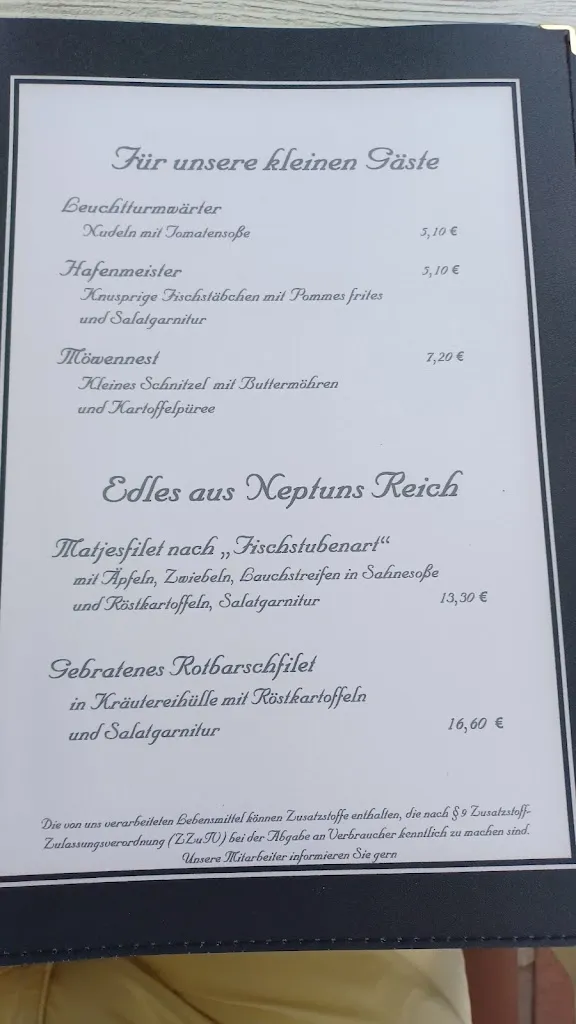 Für unsere kleinen Gäste
Leuchtturmwärter
Nudeln mit Tomatensoße 5,10 €
Hafenmeister 5,10 €
Knusprige Fischstäbchen mit Pommes frites
und Salatgarnitur
Möwennest 7,20 €
Kleines Schnitzel mit Buttermöhren
und Kartoffelpüree
Edles aus Neptuns Reich
Matjesfilet nach „Fischstubenart“
mit Äpfeln, Zwiebeln, Lauchstreifen in Sahnesoße
und Röstkartoffeln, Salatgarnitur 13,30 €
Gebratenes Rotbarschfilet
in Kräutereihülle mit Röstkartoffeln
und Salatgarnitur 16,60 €
Die von uns verarbeiteten Lebensmittel können Zusatzstoffe enthalten, die nach § 9 Zusatzstoff-
Zulassungsverordnung (ZZulV) bei der Abgabe an Verbraucher kenntlich zu machen sind.
Unsere Mitarbeiter informieren Sie gern